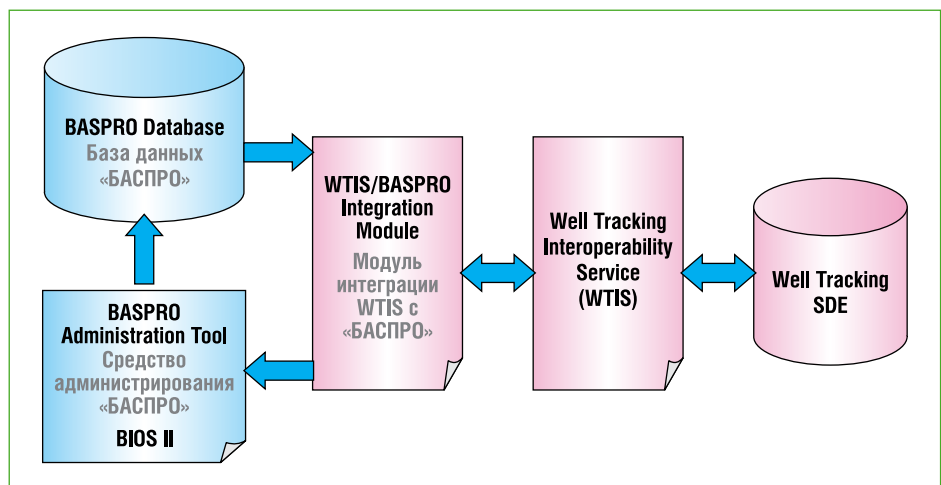 BASPRO Database
База данных
«БАСПРО»
WTIS/BASPRO
Integration
Module
Модуль
интеграции
WTIS с
«БАСПРО»
Well Tracking
Interoperability
Service
(WTIS)
Well Tracking
SDE
BASPRO
Administration Tool
Средство
администрирования
«БАСПРО»
BIOS II